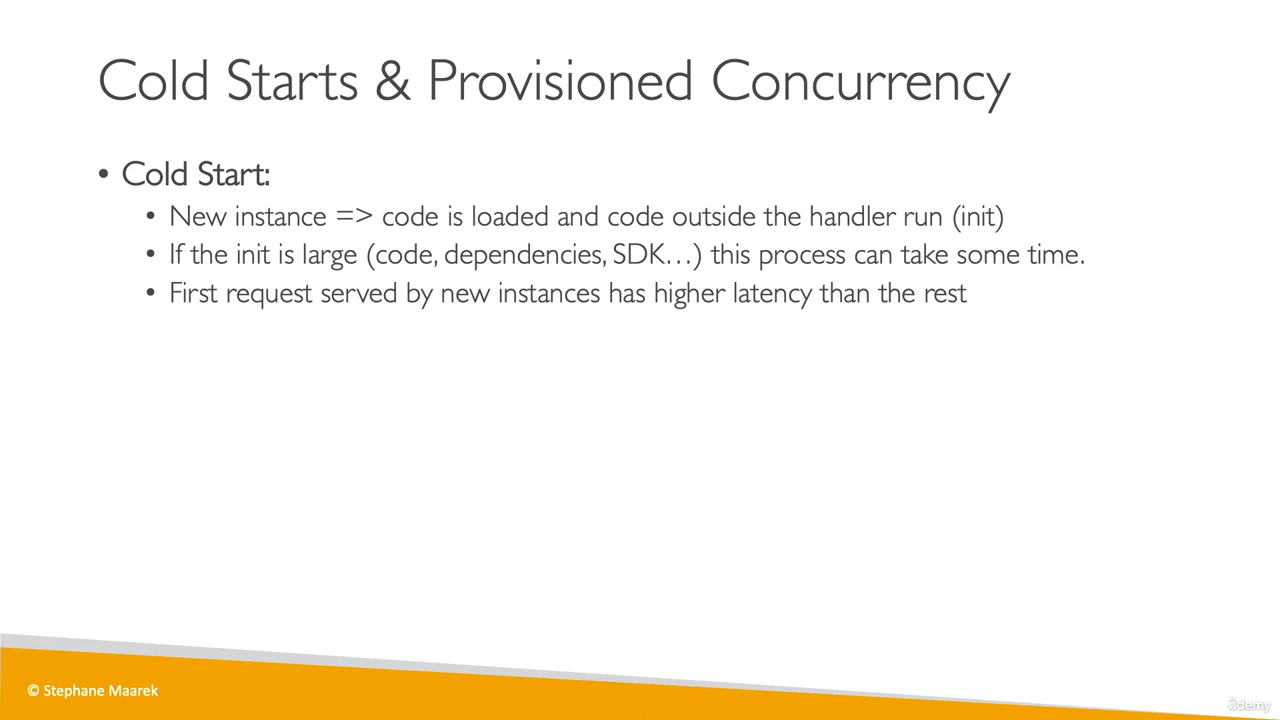 Cold Starts & Provisioned Concurrency
• Cold Start:
• New instance => code is loaded and code outside the handler run (init)
• If the init is large (code, dependencies, SDK…) this process can take some time.
• First request served by new instances has higher latency than the rest
© Stephane Maarek
ûdemy